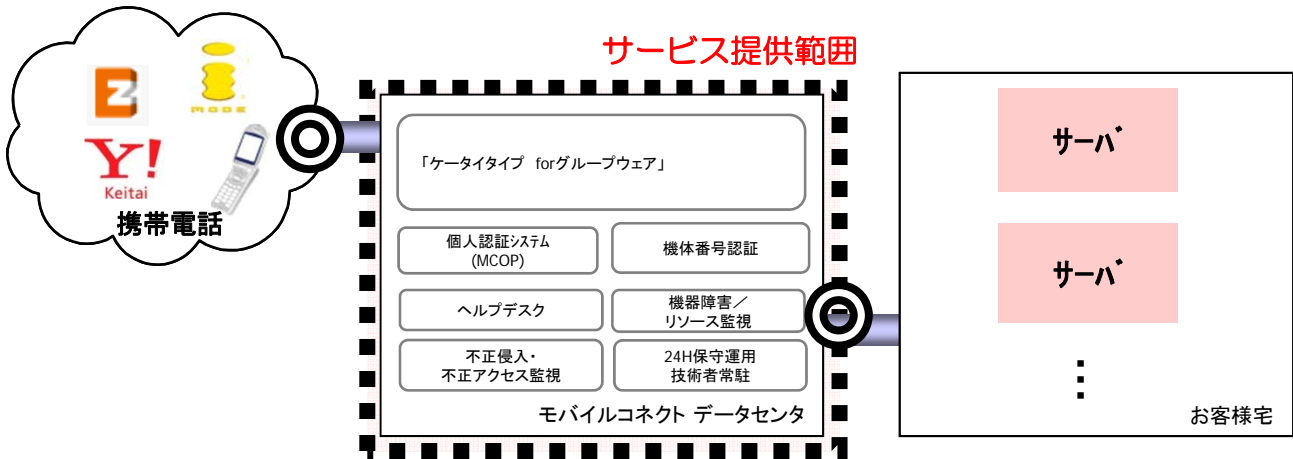 サービス提供範囲
EZ
MODE
Y!
Keitai
携帯電話
「ケータイタイプ forグループウェア」
個人認証ｼｽﾃﾑ
(MCOP)
機体番号認証
ヘルプデスク
機器障害／
リソース監視
不正侵入・
不正アクセス監視
24H保守運用
技術者常駐
モバイルコネクト データセンタ
サーバ
サーバ
お客様宅